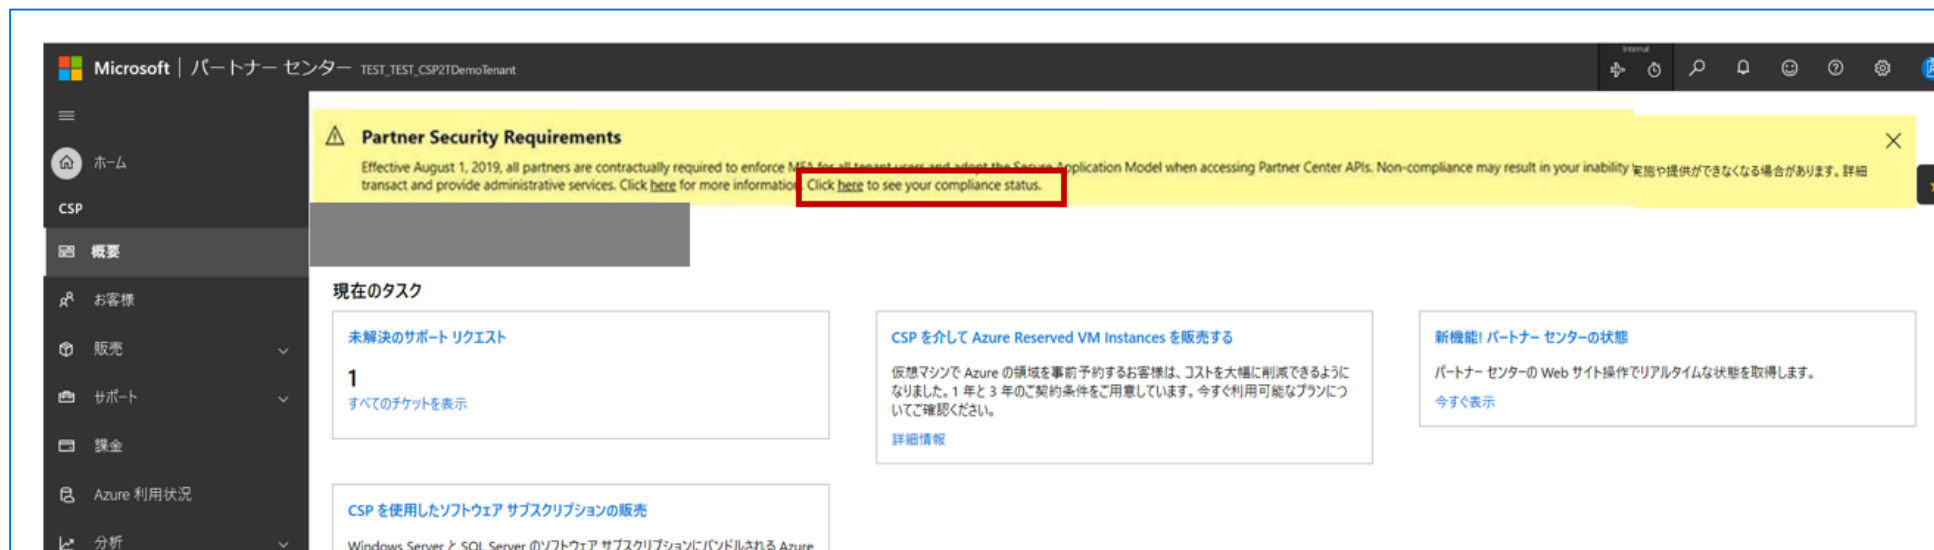 Microsoft | パートナー センター TEST_TEST_CSP2TDemoTenant
Internal
ホーム
CSP
概要
お客様
販売
サポート
課金
Azure 利用状況
分析
Partner Security Requirements
Effective August 1, 2019, all partners are contractually required to enforce MFA for all tenant users and adopt the Secure Application Model when accessing Partner Center APIs. Non-compliance may result in your inability
実施や提供ができなくなる場合があります。詳細
transact and provide administrative services. Click here for more information. Click here to see your compliance status.
現在のタスク
未解決のサポート リクエスト
1
すべてのチケットを表示
CSP を介して Azure Reserved VM Instances を販売する
仮想マシンで Azure の領域を事前予約するお客様は、コストを大幅に削減できるように
なりました。1 年と 3 年のご契約条件をご用意しています。今すぐ利用可能なプランにつ
いてご確認ください。
詳細情報
新機能! パートナー センターの状態
パートナー センターの Web サイト操作でリアルタイムな状態を取得します。
今すぐ表示
CSP を使用したソフトウェア サブスクリプションの販売
Windows Server と SQL Server のソフトウェア サブスクリプションにバンドルされる Azure